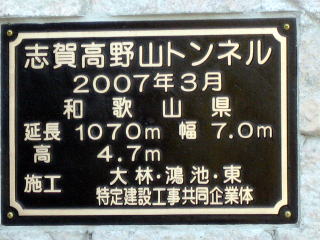 志賀高野山トンネル
2007年3月
和歌山県
延長 1070m 幅 7.0m
高 4.7m
施工 大林・鴻池・東
特定建設工事共同企業体